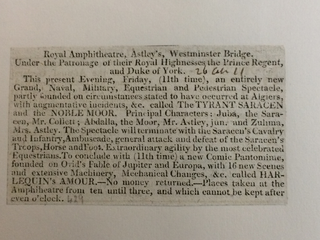 Royal Amphitheatre, Astley's, Westminster Bridge.
Under the Patronage of their Royal Highnesses, the Prince Regent,
and Duke of York. 26 Oct 11
This present Evening, Friday, (11th time), an entirely new
Grand, Naval, Military, Equestrian and Pedestrian Spectacle,
partly founded on circumstances stated to have occurred at Algiers,
with augmentative incidents, &c. called The TYRANT SARACEN
and the NOBLE MOOR. Principal Characters: Juba, the Sara-
cen, Mr. Collett; Abdalla, the Moor, Mr. Astley, jun. and Zulma,
Mrs. Astley. The Spectacle will terminate with the Saracen's Cavalry
and Infantry, Ambuscade, general attack and defeat of the Saracen's
Troops, Horse and Foot. Extraordinary agility by the most celebrated
Equestrians. To conclude with (11th time) a new Comic Pantomime,
founded on Ovid's Fable of Jupiter and Europa, with 16 new Scenes
and extensive Machinery, Mechanical Changes, &c. called HAR-
LEQUIN'S AMOUR.—No money returned.—Places taken at the
Amphitheatre from ten until three, and which cannot be kept after
even o'clock.